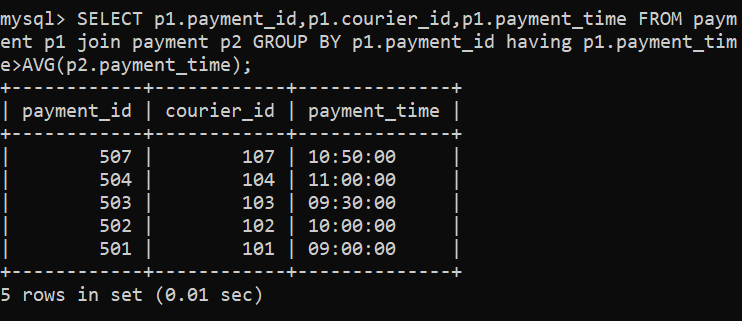 mysql> SELECT p1.payment_id,p1.courier_id,p1.payment_time FROM paym
ent p1 join payment p2 GROUP BY p1.payment_id having p1.payment_tim
e>AVG(p2.payment_time);
+------------+------------+--------------+
| payment_id | courier_id | payment_time |
+------------+------------+--------------+
|        507 |        107 | 10:50:00     |
|        504 |        104 | 11:00:00     |
|        503 |        103 | 09:30:00     |
|        502 |        102 | 10:00:00     |
|        501 |        101 | 09:00:00     |
+------------+------------+--------------+
5 rows in set (0.01 sec)